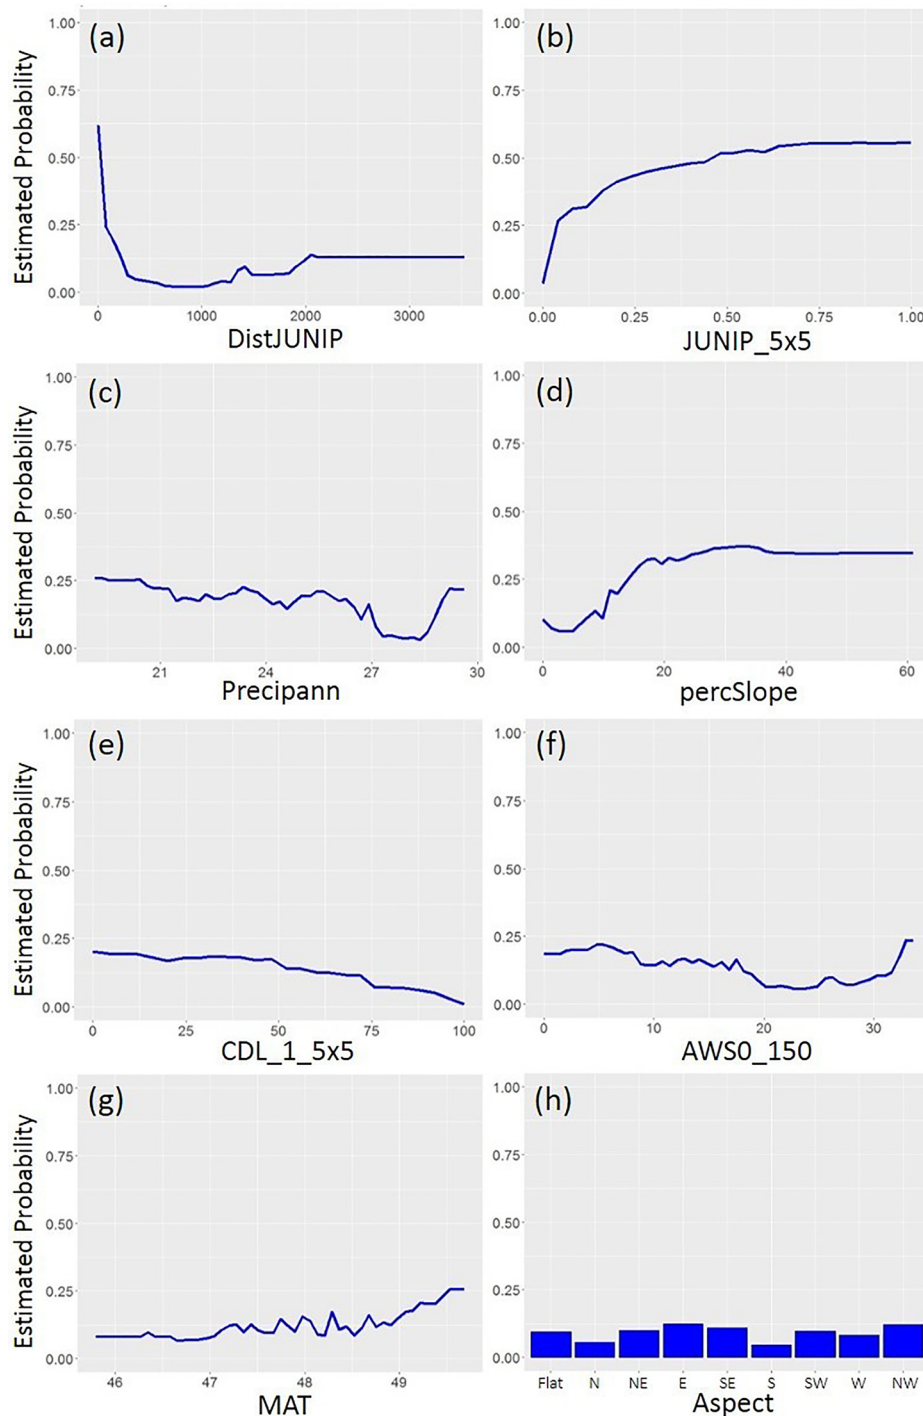 (a)
Estimated Probability
1.00
0.75
0.50
0.25
0.00
0 1000 2000 3000
DistJUNIP
(b)
1.00
0.75
0.50
0.25
0.00
0.00 0.25 0.50 0.75 1.00
JUNIP_5x5
(c)
Estimated Probability
1.00
0.75
0.50
0.25
0.00
21 24 27 30
Precipann
(d)
1.00
0.75
0.50
0.25
0.00
0 20 40 60
percSlope
(e)
Estimated Probability
1.00
0.75
0.50
0.25
0.00
0 25 50 75 100
CDL_1_5x5
(f)
1.00
0.75
0.50
0.25
0.00
0 10 20 30
AWS0_150
(g)
Estimated Probability
1.00
0.75
0.50
0.25
0.00
46 47 48 49
MAT
(h)
1.00
0.75
0.50
0.25
0.00
Flat N NE E SE S SW W NW
Aspect